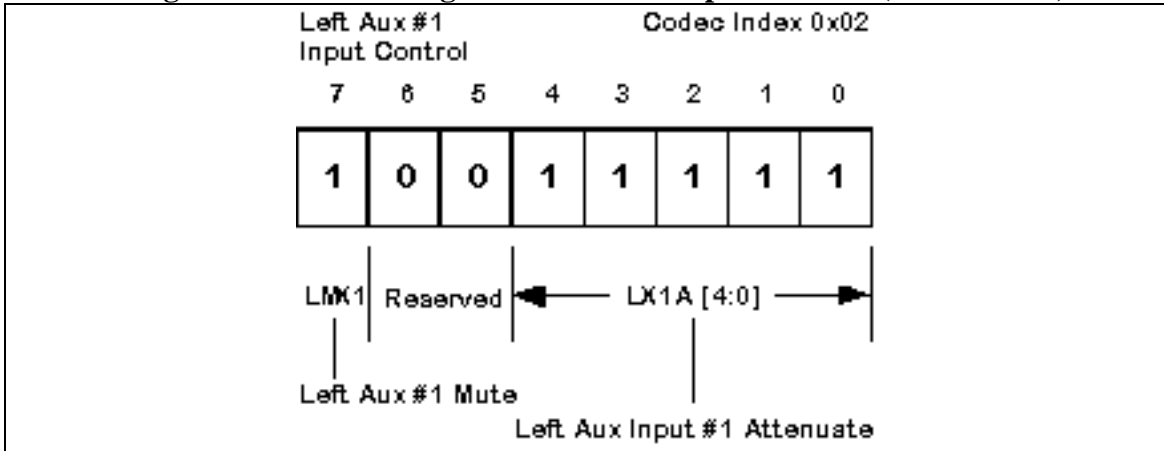 Left Aux #1 Codec Index 0x02
Input Control
7 6 5 4 3 2 1 0
1 0 0 1 1 1 1 1
LMX1 Reserved LX1A [4:0]
Left Aux #1 Mute
Left Aux Input #1 Attenuate